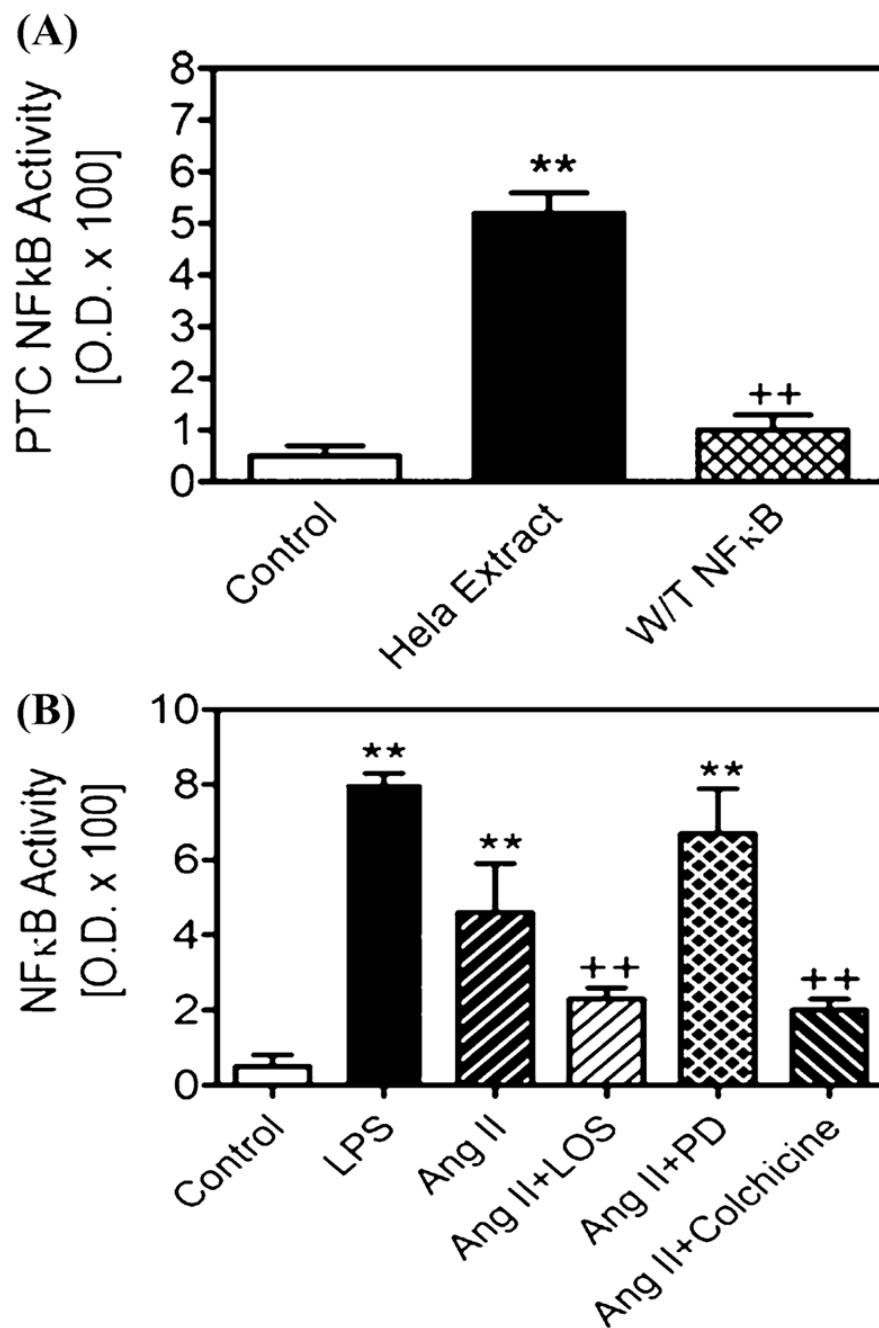 (A)
PTC NFkB Activity
[O.D. x 100]
8
7
6
5
4
3
2
1
0
**
++
Control
Hela Extract
W/T NFκB
(B)
NFκB Activity
[O.D. x 100]
10
8
6
4
2
0
**
**
++
**
++
Control
LPS
Ang II
Ang II+LOS
Ang II+PD
Ang II+Colchicine